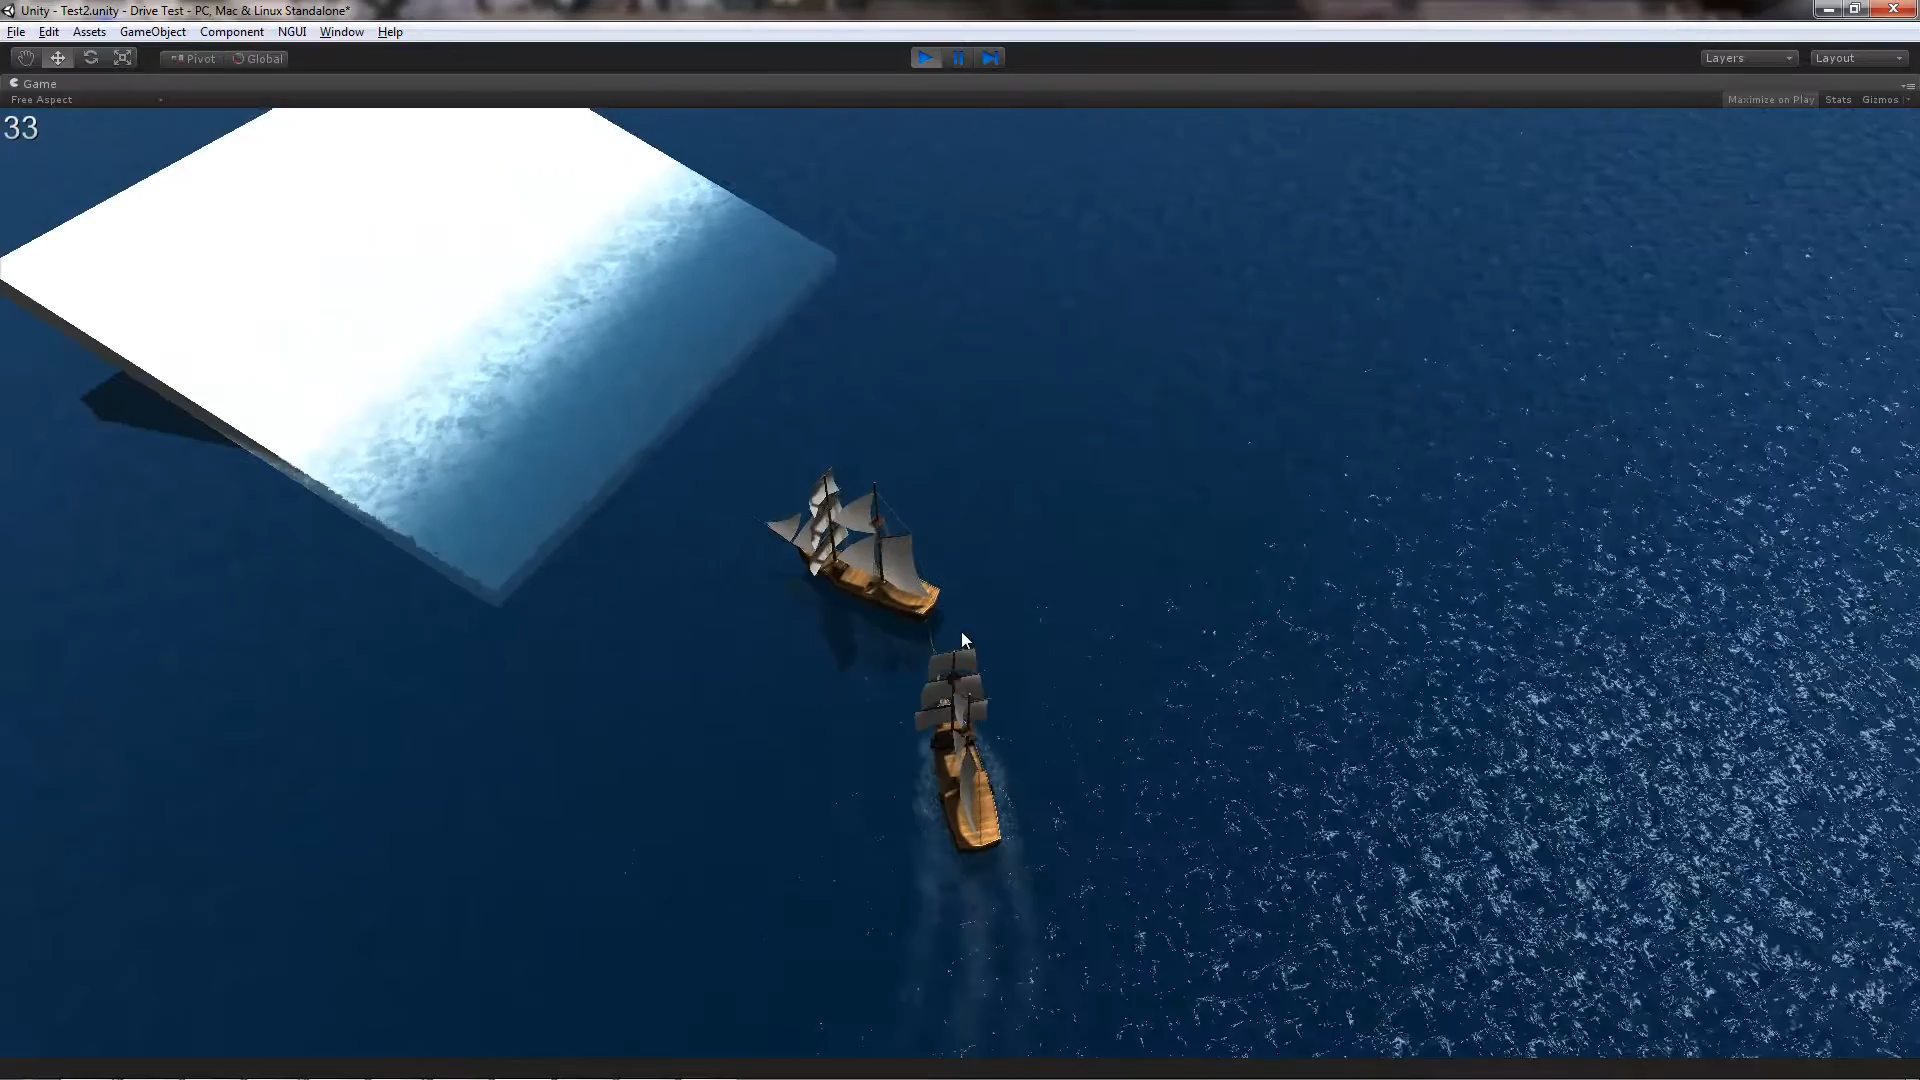 Unity - Test2.unity - Drive Test - PC, Mac & Linux Standalone*
File Edit Assets GameObject Component NGUI Window Help
Pivot Global Layers Layout
Game
Free Aspect Maximize on Play Stats Gizmos
33